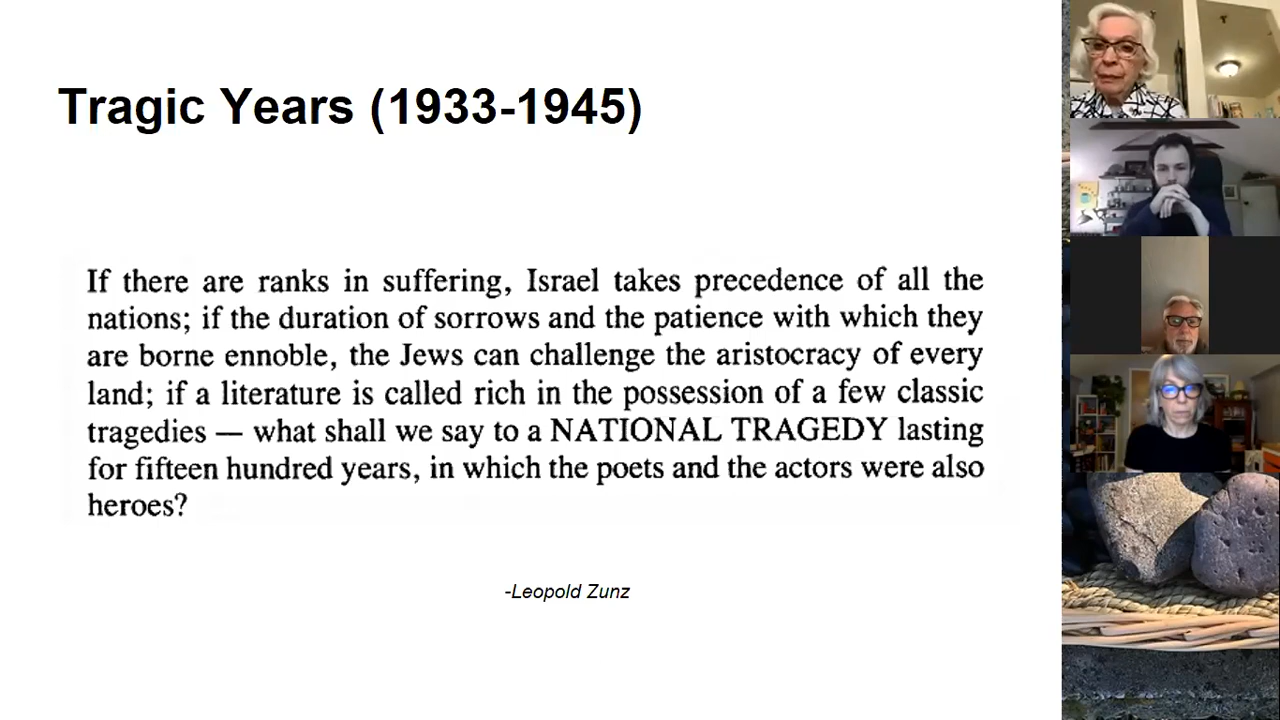 Tragic Years (1933-1945)
If there are ranks in suffering, Israel takes precedence of all the
nations; if the duration of sorrows and the patience with which they
are borne ennoble, the Jews can challenge the aristocracy of every
land; if a literature is called rich in the possession of a few classic
tragedies — what shall we say to a NATIONAL TRAGEDY lasting
for fifteen hundred years, in which the poets and the actors were also
heroes?
-Leopold Zunz